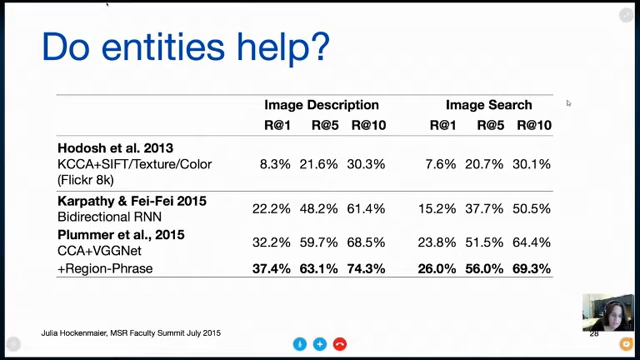 Do entities help?
Image Description Image Search
R@1 R@5 R@10 R@1 R@5 R@10
Hodosh et al. 2013
KCCA+SIFT/Texture/Color 8.3% 21.6% 30.3% 7.6% 20.7% 30.1%
(Flickr 8k)
Karpathy & Fei-Fei 2015
Bidirectional RNN 22.2% 48.2% 61.4% 15.2% 37.7% 50.5%
Plummer et al., 2015
CCA+VGGNet 32.2% 59.7% 68.5% 23.8% 51.5% 64.4%
+Region-Phrase 37.4% 63.1% 74.3% 26.0% 56.0% 69.3%
Julia Hockenmaier, MSR Faculty Summit July 2015 28